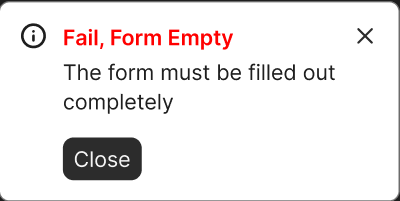 Fail, Form Empty
The form must be filled out
completely
Close